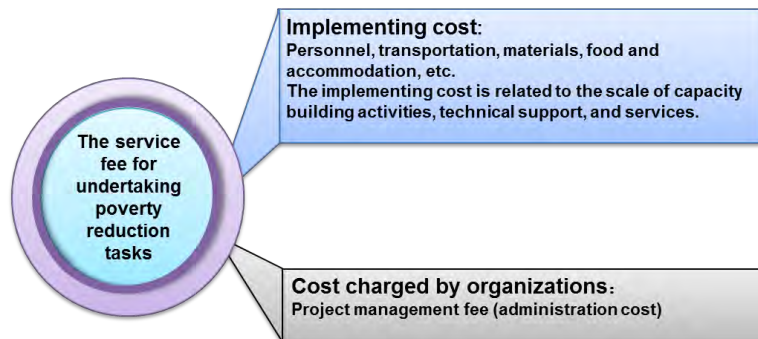 The service
fee for
undertaking
poverty
reduction
tasks
Implementing cost:
Personnel, transportation, materials, food and
accommodation, etc.
The implementing cost is related to the scale of capacity
building activities, technical support, and services.
Cost charged by organizations：
Project management fee (administration cost)